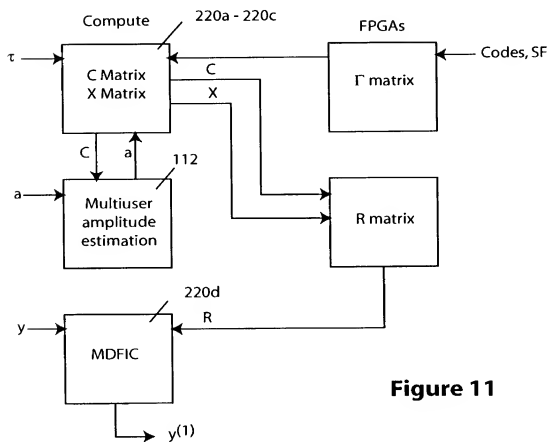 Compute
220a - 220c
FPGAs
τ
C Matrix
X Matrix
C
X
Γ matrix
Codes, SF
C
a
112
a
Multiuser
amplitude
estimation
R matrix
220d
y
R
MDFIC
y(1)
Figure 11